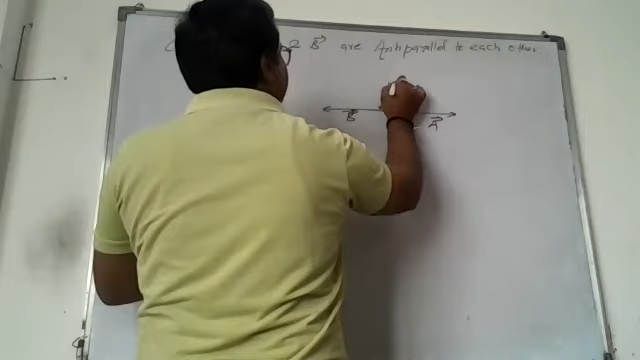 B⃗ are Antiparallel to each other
B⃗ A⃗